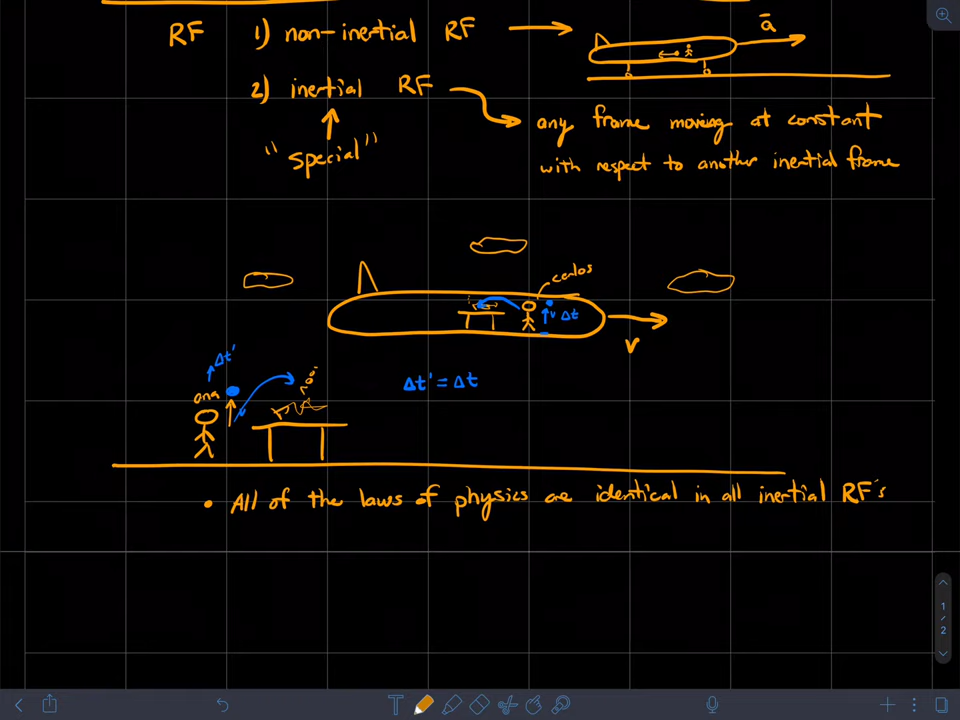 RF 1) non-inertial RF
a
2) inertial RF
any frame moving at constant
"special"
with respect to another inertial frame
carlos
v Δt
v
Δt'
ana
v
Δt' = Δt
• All of the laws of physics are identical in all inertial RF's
1
/
2